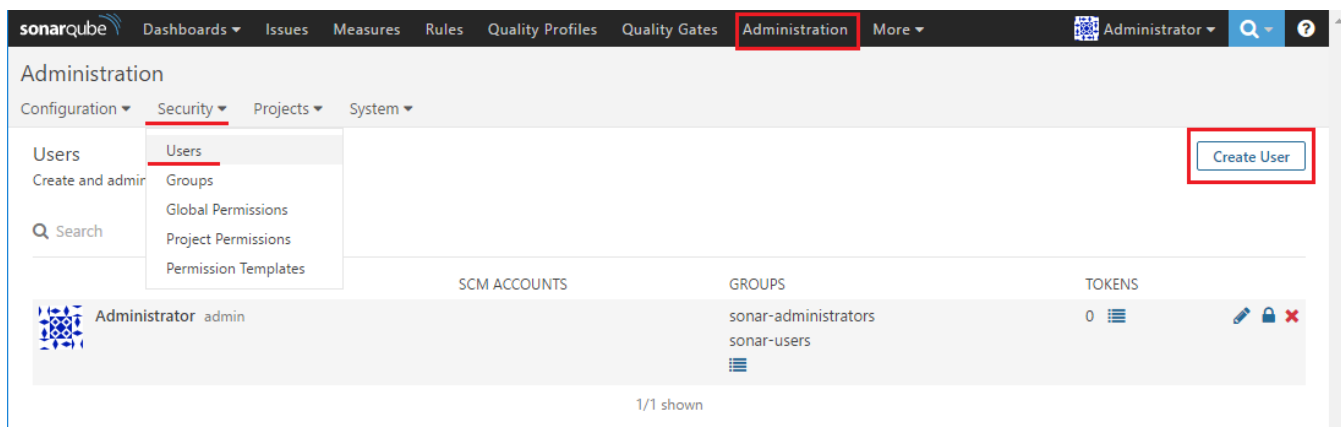 sonarqube Dashboards Issues Measures Rules Quality Profiles Quality Gates Administration More Administrator
Administration
Configuration Security Projects System
Users
Create and admin
Search
Users
Groups
Global Permissions
Project Permissions
Permission Templates
Create User
SCM ACCOUNTS GROUPS TOKENS
Administrator admin sonar-administrators 0
sonar-users
1/1 shown